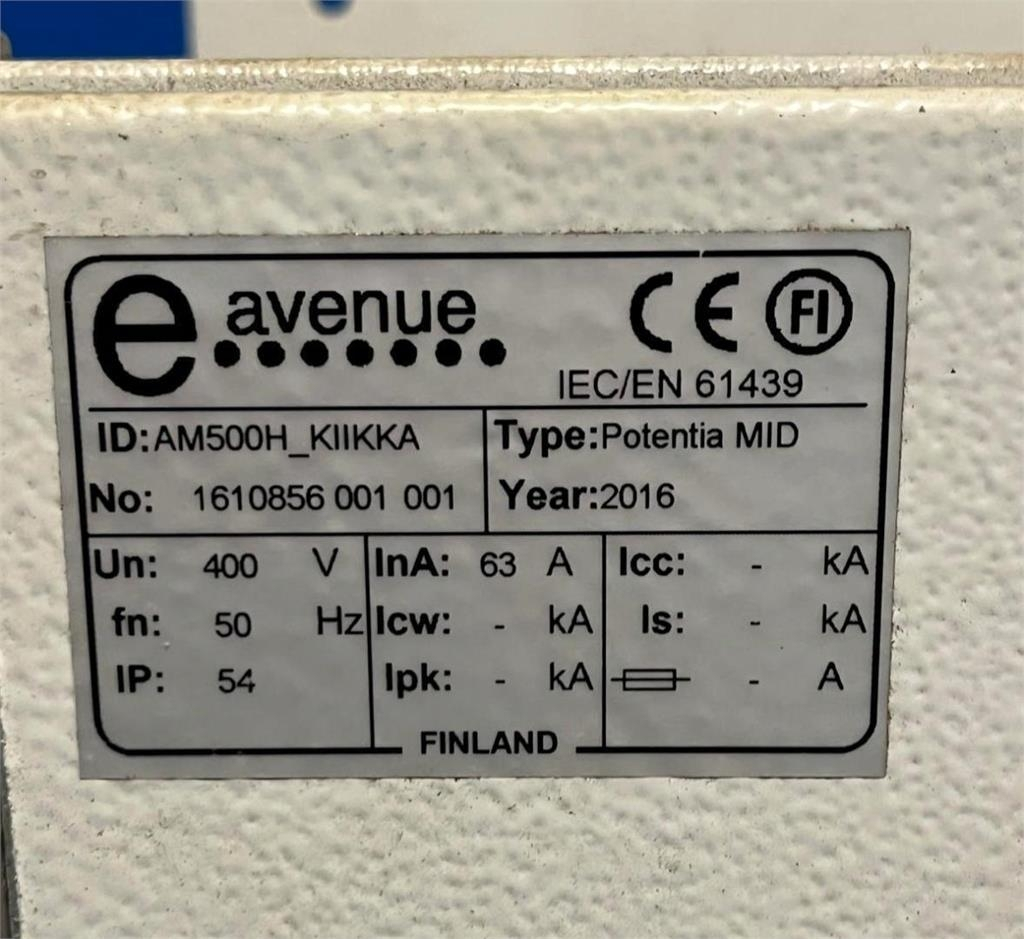 e avenue
CE FI
IEC/EN 61439
ID:AM500H_KIIKKA Type:Potentia MID
No: 1610856 001 001 Year:2016
Un: 400 V InA: 63 A Icc: - kA
fn: 50 Hz Icw: - kA Is: - kA
IP: 54 Ipk: - kA - A
FINLAND